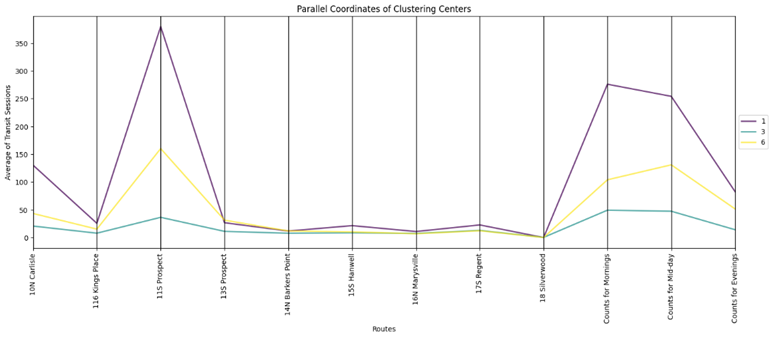 Parallel Coordinates of Clustering Centers
Average of Transit Sessions
350
300
250
200
150
100
50
0
1
3
6
10N Carlisle
116 Kings Place
11S Prospect
13S Prospect
14N Barkers Point
15S Hanwell
16N Marysville
17S Regent
18 Silverwood
Counts for Mornings
Counts for Mid-day
Counts for Evenings
Routes